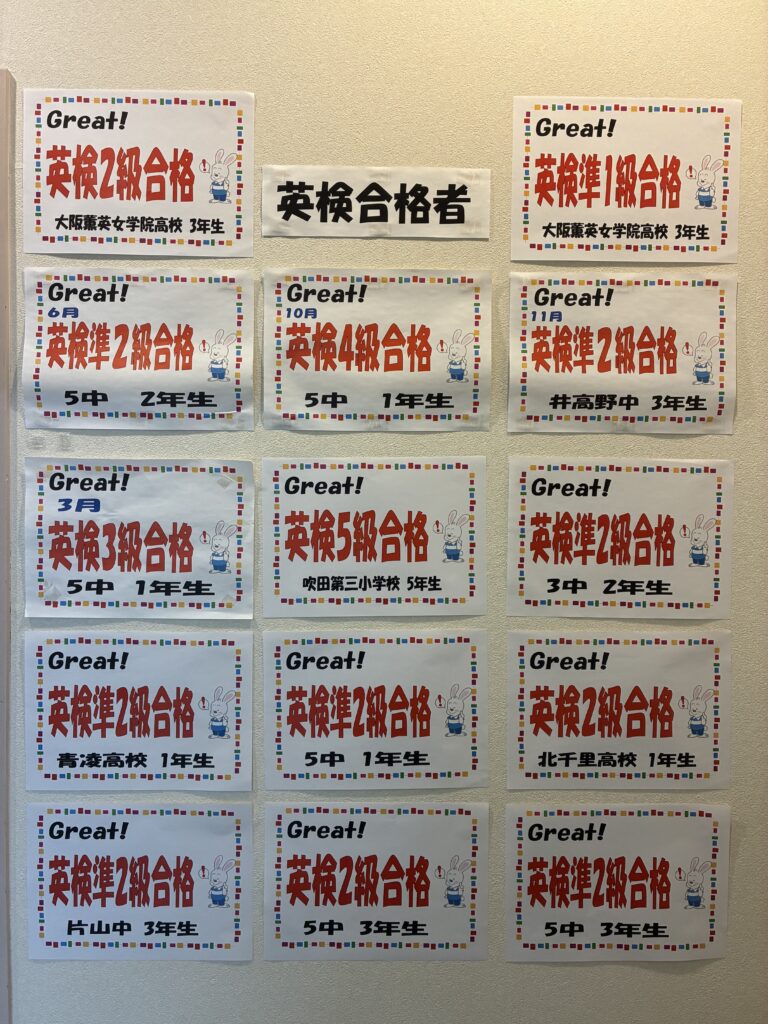 Great!
英検2級合格
大阪薫英女学院高校 3年生
英検合格者
Great!
英検準1級合格
大阪薫英女学院高校 3年生
Great!
6月
英検準2級合格
5中 2年生
Great!
10月
英検4級合格
5中 1年生
Great!
11月
英検準2級合格
井高野中 3年生
Great!
3月
英検3級合格
5中 1年生
Great!
英検5級合格
吹田第三小学校 5年生
Great!
英検準2級合格
3中 2年生
Great!
英検準2級合格
青凌高校 1年生
Great!
英検準2級合格
5中 1年生
Great!
英検2級合格
北千里高校 1年生
Great!
英検準2級合格
片山中 3年生
Great!
英検2級合格
5中 3年生
Great!
英検準2級合格
5中 3年生